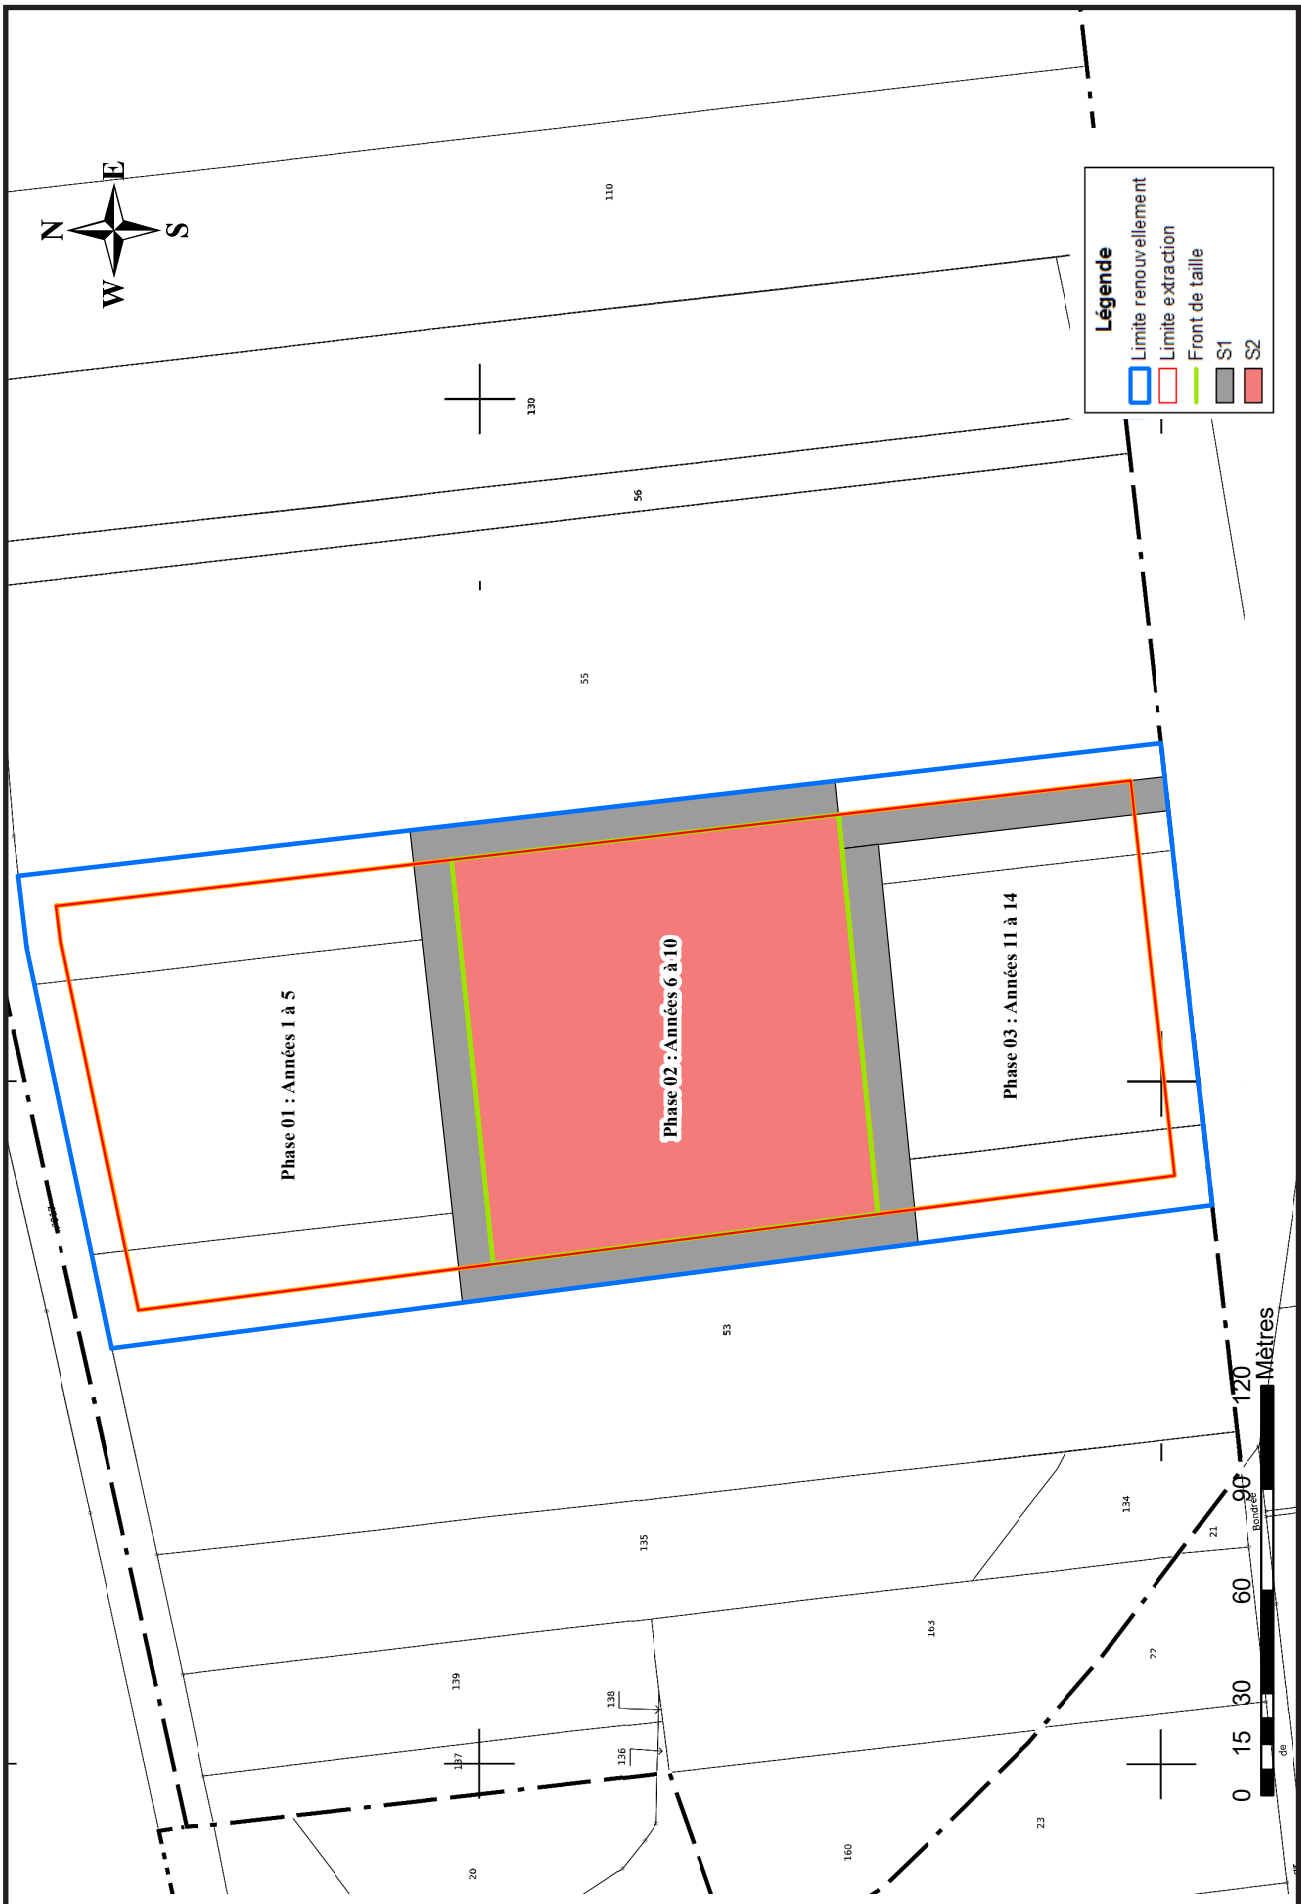 N
W
E
S
110
130
56
55
Légende
Limite renouvellement
Limite extraction
Front de taille
S1
S2
Phase 01 : Années 1 à 5
Phase 02 : Années 6 à 10
Phase 03 : Années 11 à 14
53
135
134
21
Bondrée
139
138
163
22
137
136
20
160
23
de
0 15 30 60 90 120
Mètres